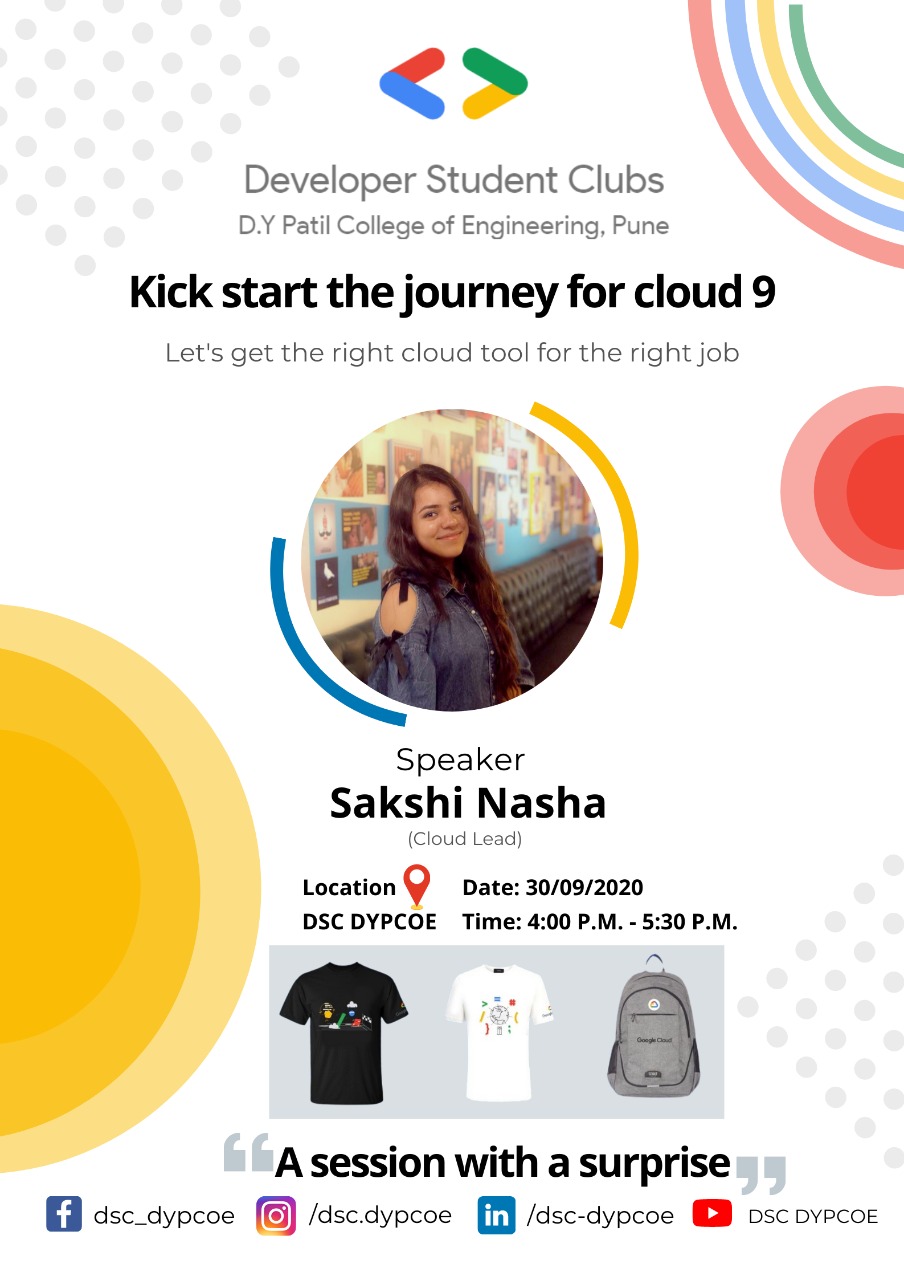 Developer Student Clubs
D.Y Patil College of Engineering, Pune
Kick start the journey for cloud 9
Let's get the right cloud tool for the right job
Speaker
Sakshi Nasha
(Cloud Lead)
Location
DSC DYPCOE
Date: 30/09/2020
Time: 4:00 P.M. - 5:30 P.M.
Google Cloud
“A session with a surprise”
dsc_dypcoe
/dsc.dypcoe
in /dsc-dypcoe
DSC DYPCOE